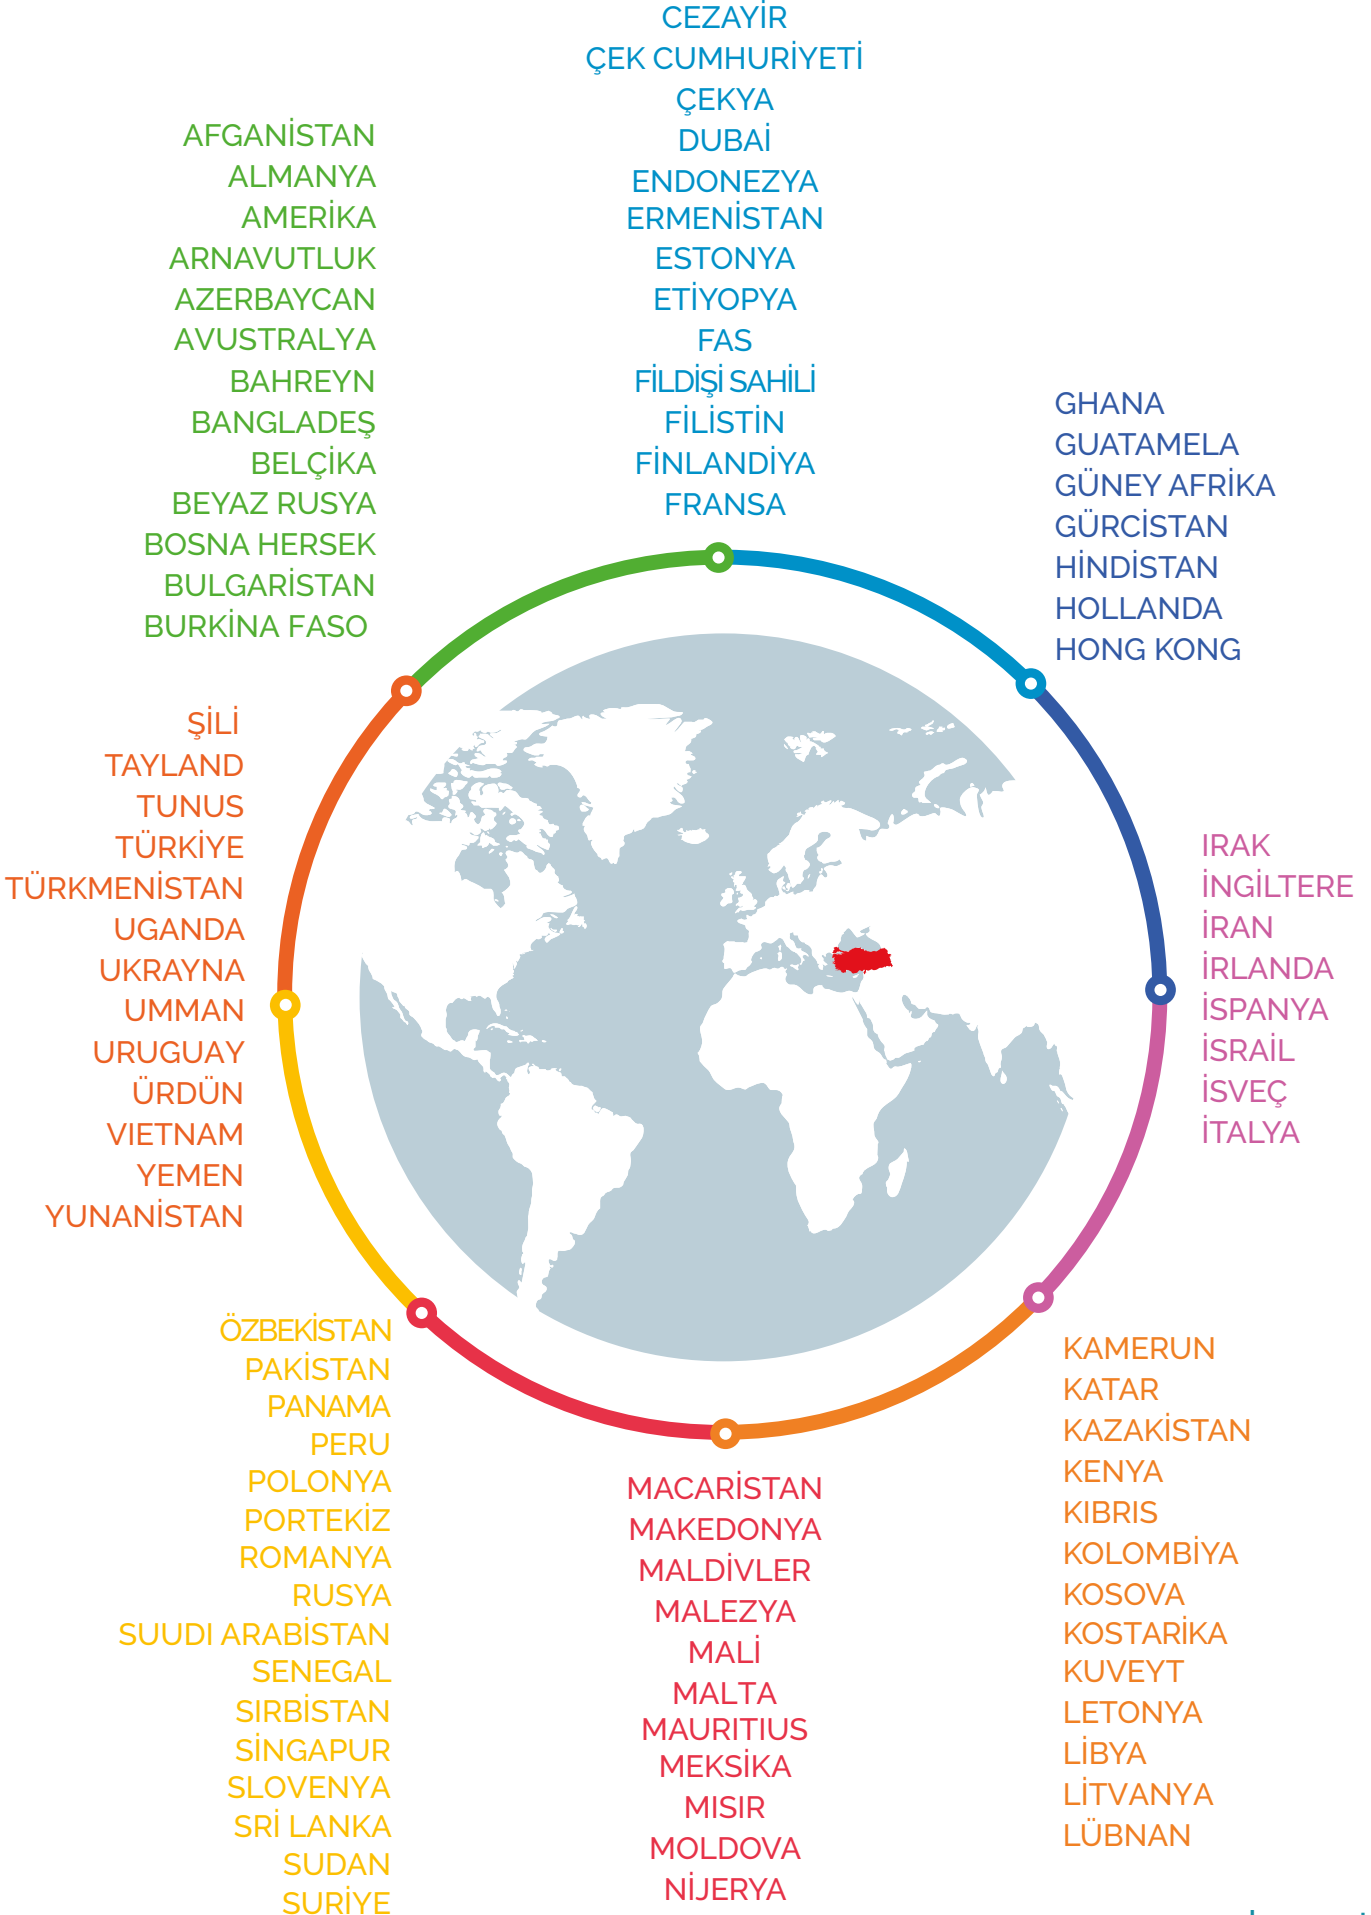 AFGANİSTAN
ALMANYA
AMERİKA
ARNAVUTLUK
AZERBAYCAN
AVUSTRALYA
BAHREYN
BANGLADEŞ
BELÇİKA
BEYAZ RUSYA
BOSNA HERSEK
BULGARİSTAN
BURKİNA FASO
CEZAYİR
ÇEK CUMHURİYETİ
ÇEKYA
DUBAİ
ENDONEZYA
ERMENİSTAN
ESTONYA
ETİYOPYA
FAS
FİLDİŞİ SAHİLİ
FİLİSTİN
FİNLANDİYA
FRANSA
GHANA
GUATAMELA
GÜNEY AFRİKA
GÜRCİSTAN
HİNDİSTAN
HOLLANDA
HONG KONG
IRAK
İNGİLTERE
İRAN
İRLANDA
İSPANYA
İSRAİL
İSVEÇ
İTALYA
KAMERUN
KATAR
KAZAKİSTAN
KENYA
KIBRIS
KOLOMBİYA
KOSOVA
KOSTARİKA
KUVEYT
LETONYA
LİBYA
LİTVANYA
LÜBNAN
MACARİSTAN
MAKEDONYA
MALDİVLER
MALEZYA
MALİ
MALTA
MAURITIUS
MEKSİKA
MISIR
MOLDOVA
NİJERYA
ÖZBEKİSTAN
PAKİSTAN
PANAMA
PERU
POLONYA
PORTEKİZ
ROMANYA
RUSYA
SUUDI ARABİSTAN
SENEGAL
SIRBİSTAN
SİNGAPUR
SLOVENYA
SRİ LANKA
SUDAN
SURİYE
ŞİLİ
TAYLAND
TUNUS
TÜRKİYE
TÜRKMENİSTAN
UGANDA
UKRAYNA
UMMAN
URUGUAY
ÜRDÜN
VIETNAM
YEMEN
YUNANİSTAN